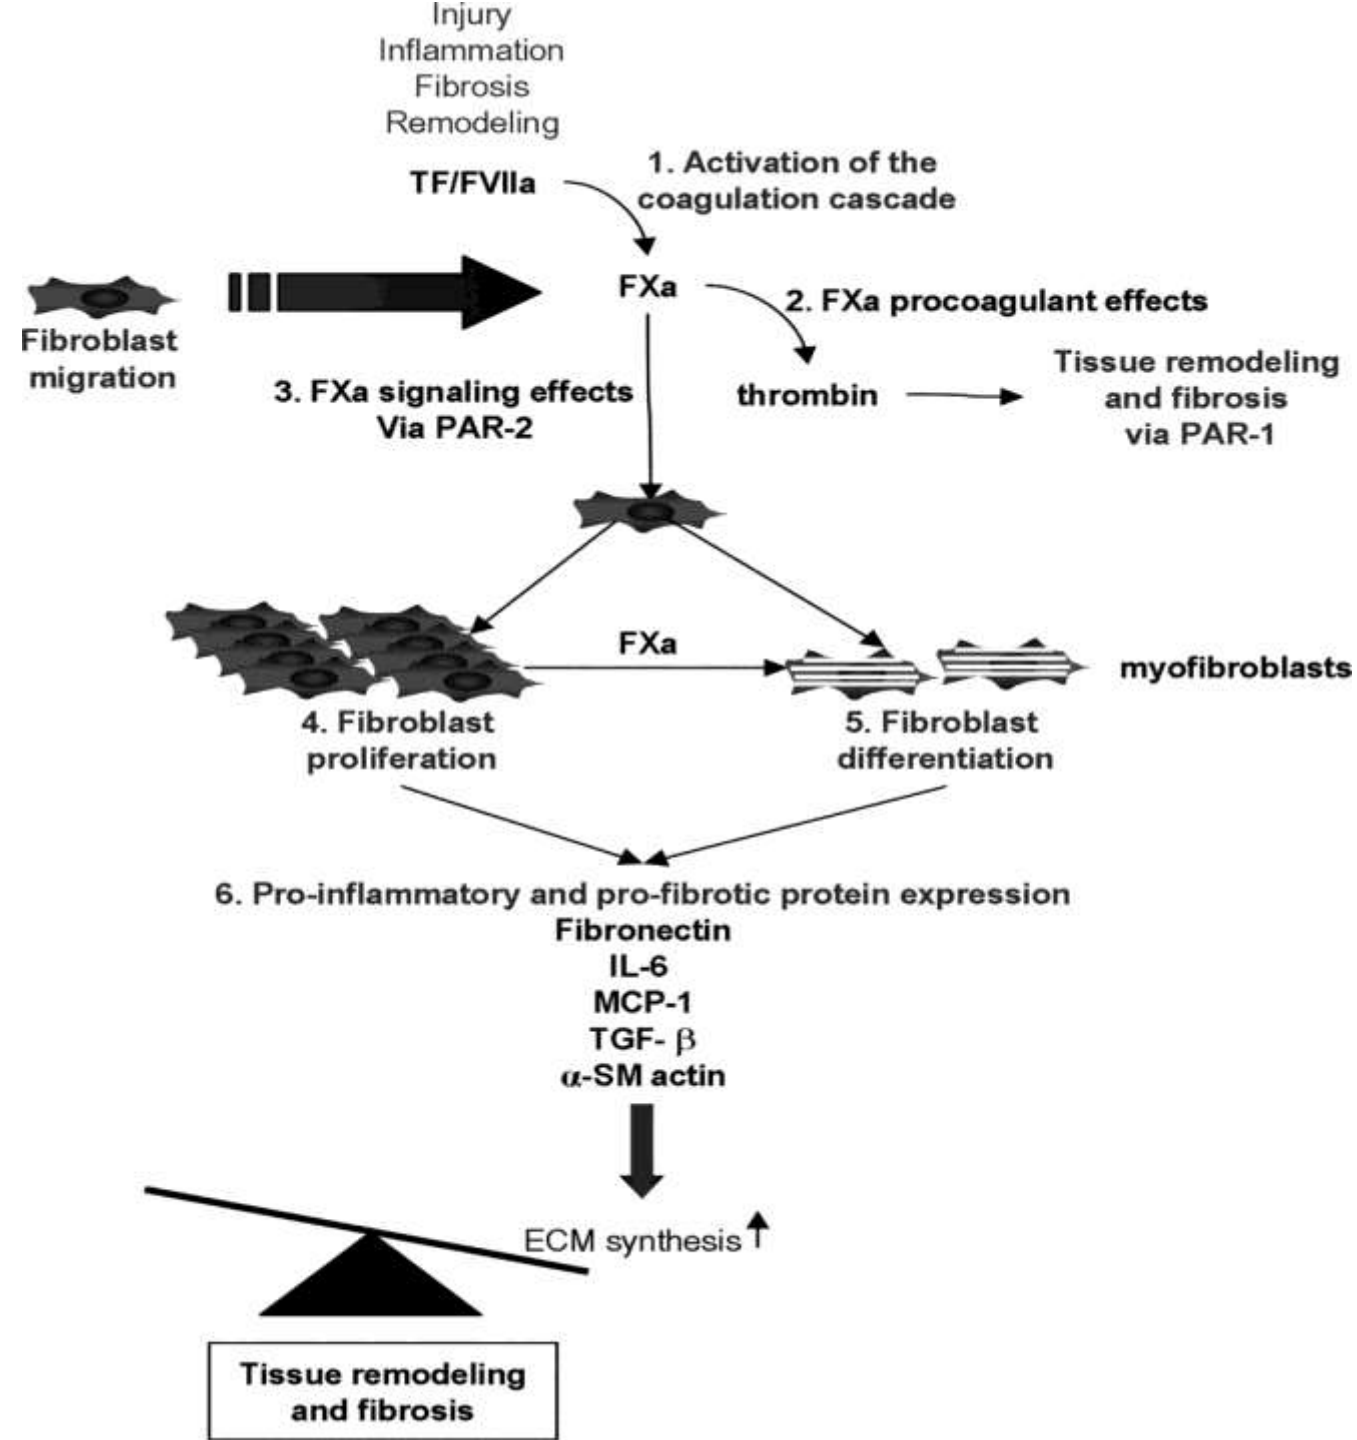 Injury
Inflammation
Fibrosis
Remodeling
TF/FVIIa
1. Activation of the
coagulation cascade
FXa
2. FXa procoagulant effects
Fibroblast
migration
3. FXa signaling effects
Via PAR-2
thrombin
Tissue remodeling
and fibrosis
via PAR-1
FXa
myofibroblasts
4. Fibroblast
proliferation
5. Fibroblast
differentiation
6. Pro-inflammatory and pro-fibrotic protein expression
Fibronectin
IL-6
MCP-1
TGF- β
α-SM actin
ECM synthesis
Tissue remodeling
and fibrosis